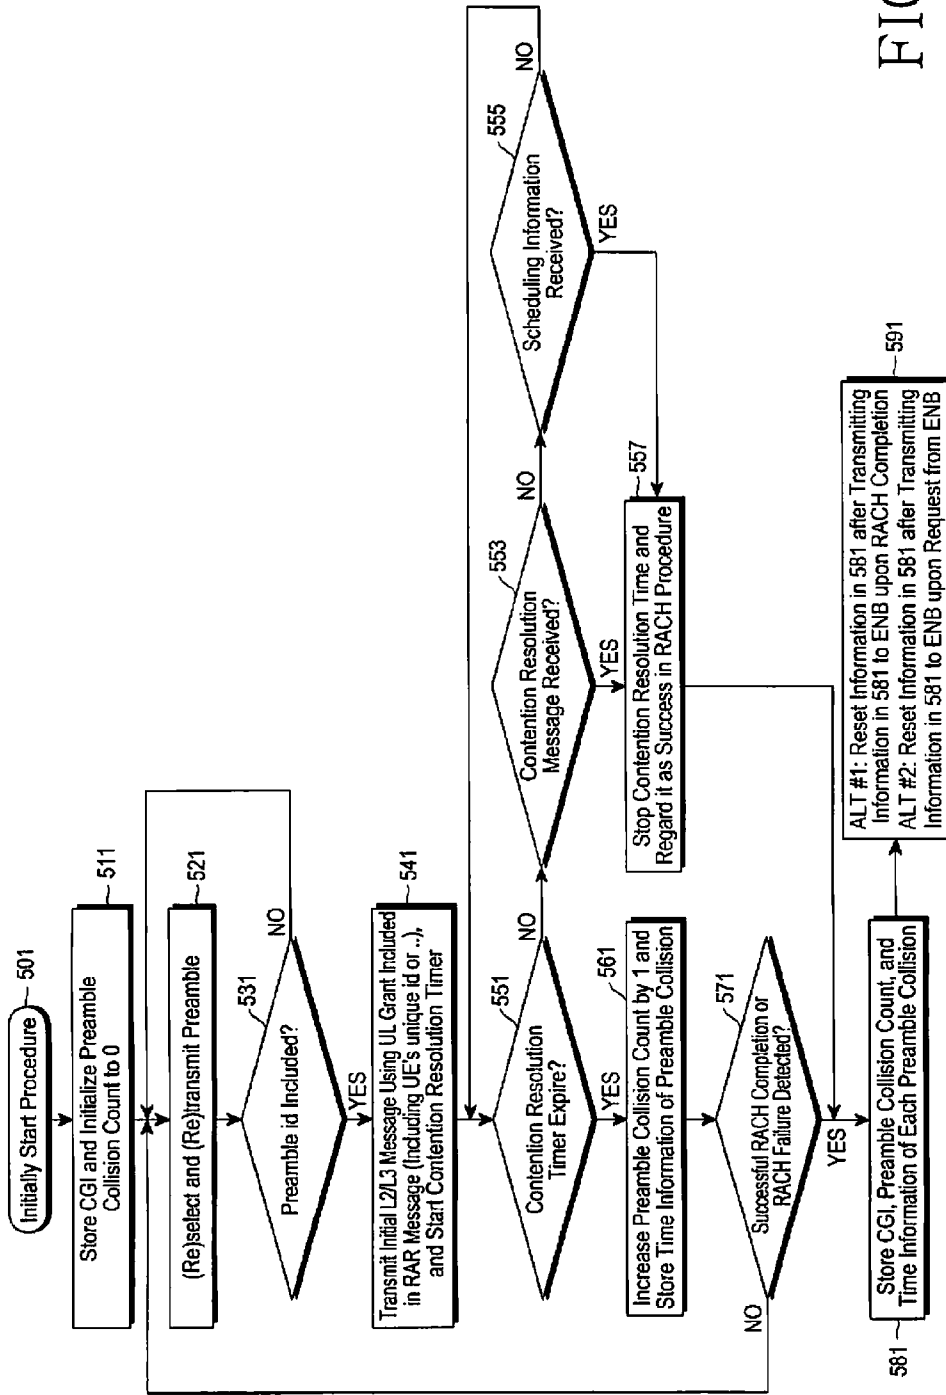 Initially Start Procedure
501
Store CGI and Initialize Preamble
Collision Count to 0
511
(Re)select and (Re)transmit Preamble
521
Preamble id Included?
531
NO
YES
Transmit Initial L2/L3 Message Using UL Grant Included
in RAR Message (Including UE's unique id or ..),
and Start Contention Resolution Timer
541
Contention Resolution
Timer Expire?
551
NO
YES
Contention Resolution
Message Received?
553
NO
YES
Scheduling Information
Received?
555
NO
YES
Stop Contention Resolution Time and
Regard it as Success in RACH Procedure
557
Increase Preamble Collision Count by 1 and
Store Time Information of Preamble Collision
561
Successful RACH Completion or
RACH Failure Detected?
571
NO
YES
Store CGI, Preamble Collision Count, and
Time Information of Each Preamble Collision
581
ALT #1: Reset Information in 581 after Transmitting
Information in 581 to ENB upon RACH Completion
ALT #2: Reset Information in 581 after Transmitting
Information in 581 to ENB upon Request from ENB
591